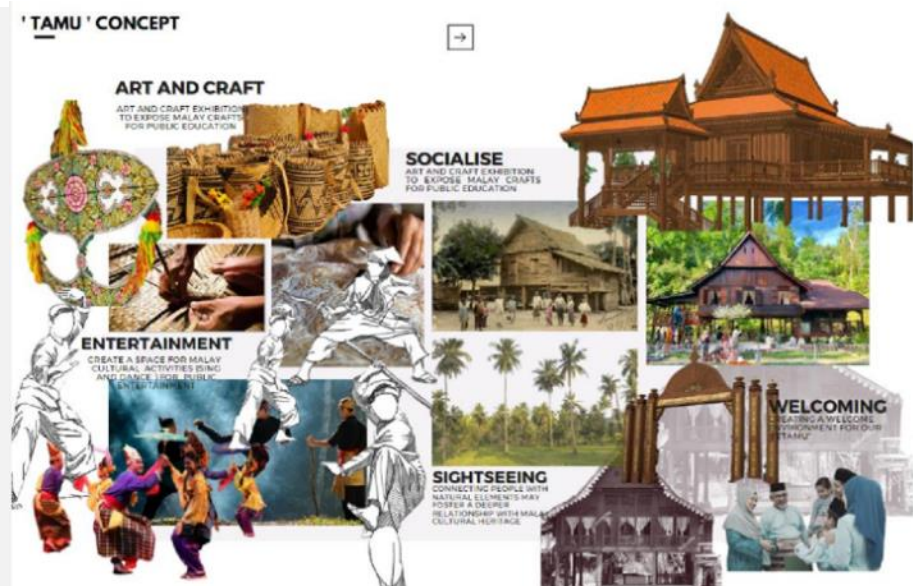 ' TAMU ' CONCEPT
ART AND CRAFT
ART AND CRAFT EXHIBITION
TO EXPOSE MALAY CRAFTS
FOR PUBLIC EDUCATION
SOCIALISE
ART AND CRAFT EXHIBITION
TO EXPOSE MALAY CRAFTS
FOR PUBLIC EDUCATION
ENTERTAINMENT
CREATE A SPACE FOR MALAY
CULTURAL ACTIVITIES (SING
AND DANCE) FOR PUBLIC
ENTERTAINMENT
SIGHTSEEING
CONNECTING PEOPLE WITH
NATURAL ELEMENTS MAY
FOSTER A DEEPER
RELATIONSHIP WITH MALAY
CULTURAL HERITAGE
WELCOMING
CREATING A WELCOME
ENVIRONMENT FOR OUR